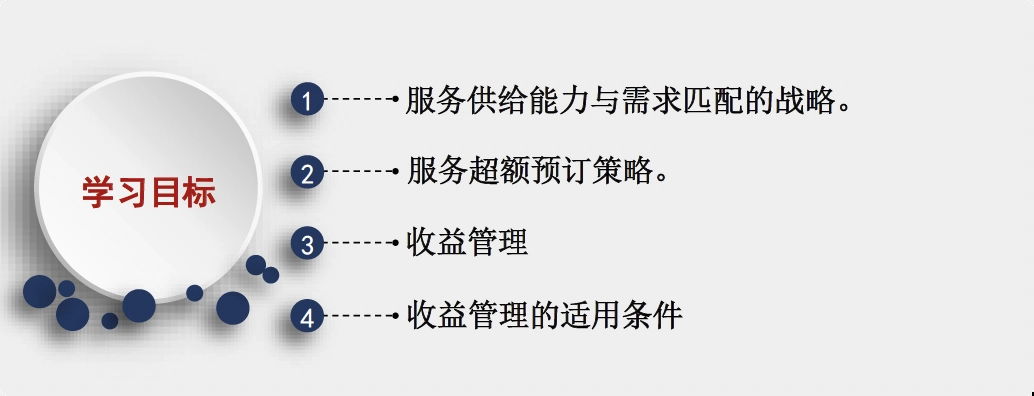 学习目标
1 服务供给能力与需求匹配的战略。
2 服务超额预订策略。
3 收益管理
4 收益管理的适用条件